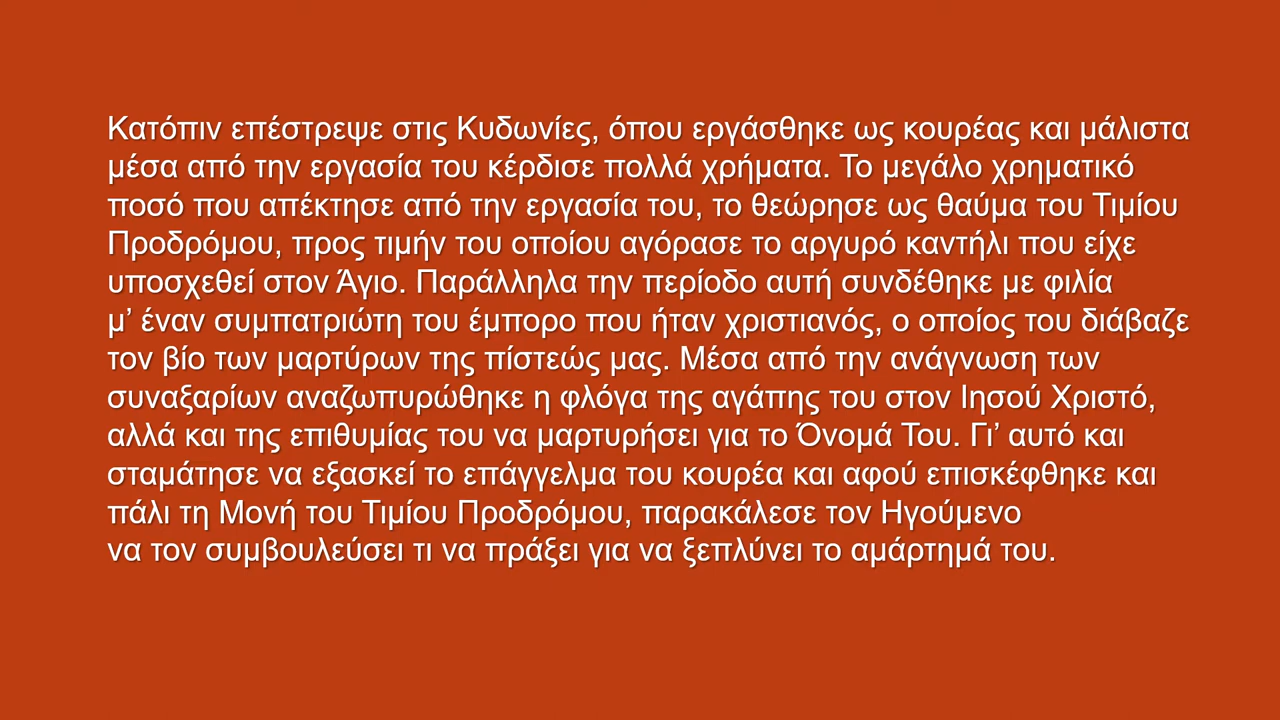 Κατόπιν επέστρεψε στις Κυδωνίες, όπου εργάσθηκε ως κουρέας και μάλιστα
μέσα από την εργασία του κέρδισε πολλά χρήματα. Το μεγάλο χρηματικό
ποσό που απέκτησε από την εργασία του, το θεώρησε ως θαύμα του Τιμίου
Προδρόμου, προς τιμήν του οποίου αγόρασε το αργυρό καντήλι που είχε
υποσχεθεί στον Άγιο. Παράλληλα την περίοδο αυτή συνδέθηκε με φιλία
μ’ έναν συμπατριώτη του έμπορο που ήταν χριστιανός, ο οποίος του διάβαζε
τον βίο των μαρτύρων της πίστεώς μας. Μέσα από την ανάγνωση των
συναξαρίων αναζωπυρώθηκε η φλόγα της αγάπης του στον Ιησού Χριστό,
αλλά και της επιθυμίας του να μαρτυρήσει για το Όνομά Του. Γι’ αυτό και
σταμάτησε να εξασκεί το επάγγελμα του κουρέα και αφού επισκέφθηκε και
πάλι τη Μονή του Τιμίου Προδρόμου, παρακάλεσε τον Ηγούμενο
να τον συμβουλεύσει τι να πράξει για να ξεπλύνει το αμάρτημά του.